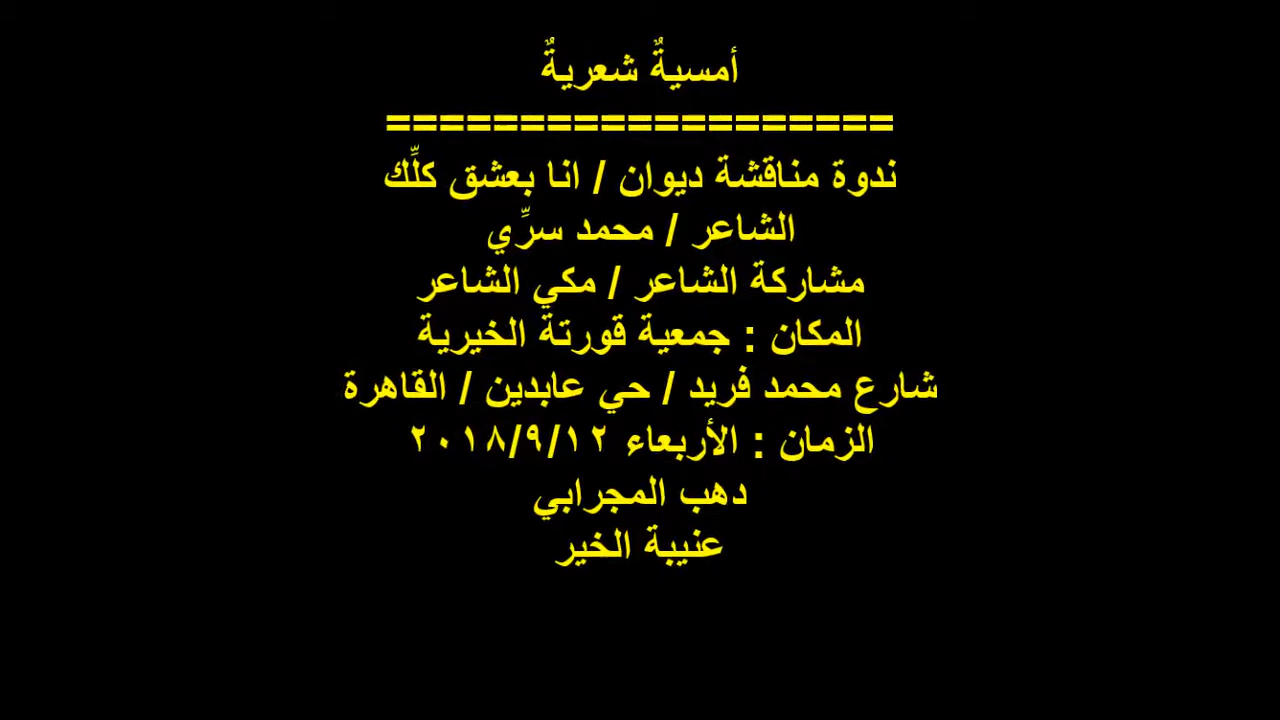 أمسيةٌ شعريةٌ
===================
ندوة مناقشة ديوان / انا بعشق كلِّك
الشاعر / محمد سرِّي
مشاركة الشاعر / مكي الشاعر
المكان : جمعية قورتة الخيرية
شارع محمد فريد / حي عابدين / القاهرة
الزمان : الأربعاء ٢٠١٨/٩/١٢
دهب المجرابي
عنيبة الخير